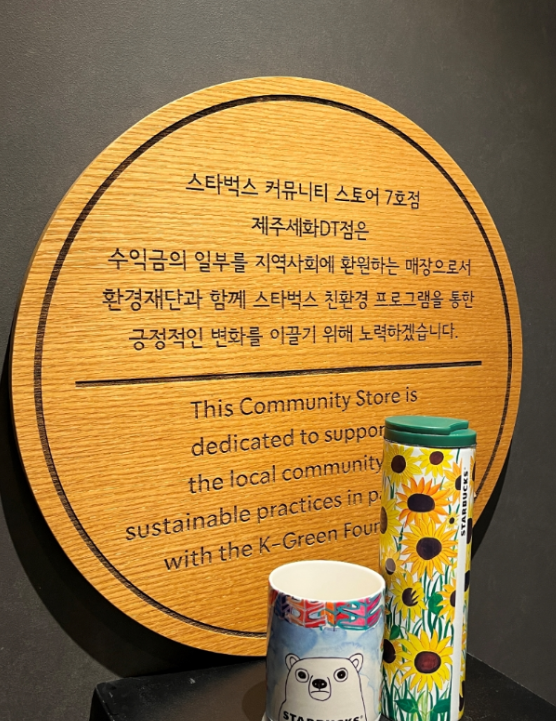 스타벅스 커뮤니티 스토어 7호점
제주세화DT점은
수익금의 일부를 지역사회에 환원하는 매장으로서
환경재단과 함께 스타벅스 친환경 프로그램을 통한
긍정적인 변화를 이끌기 위해 노력하겠습니다.
This Community Store is
dedicated to
the local community
sustainable practices in
with the K-Green
STARBUCKS
STARBUCKS